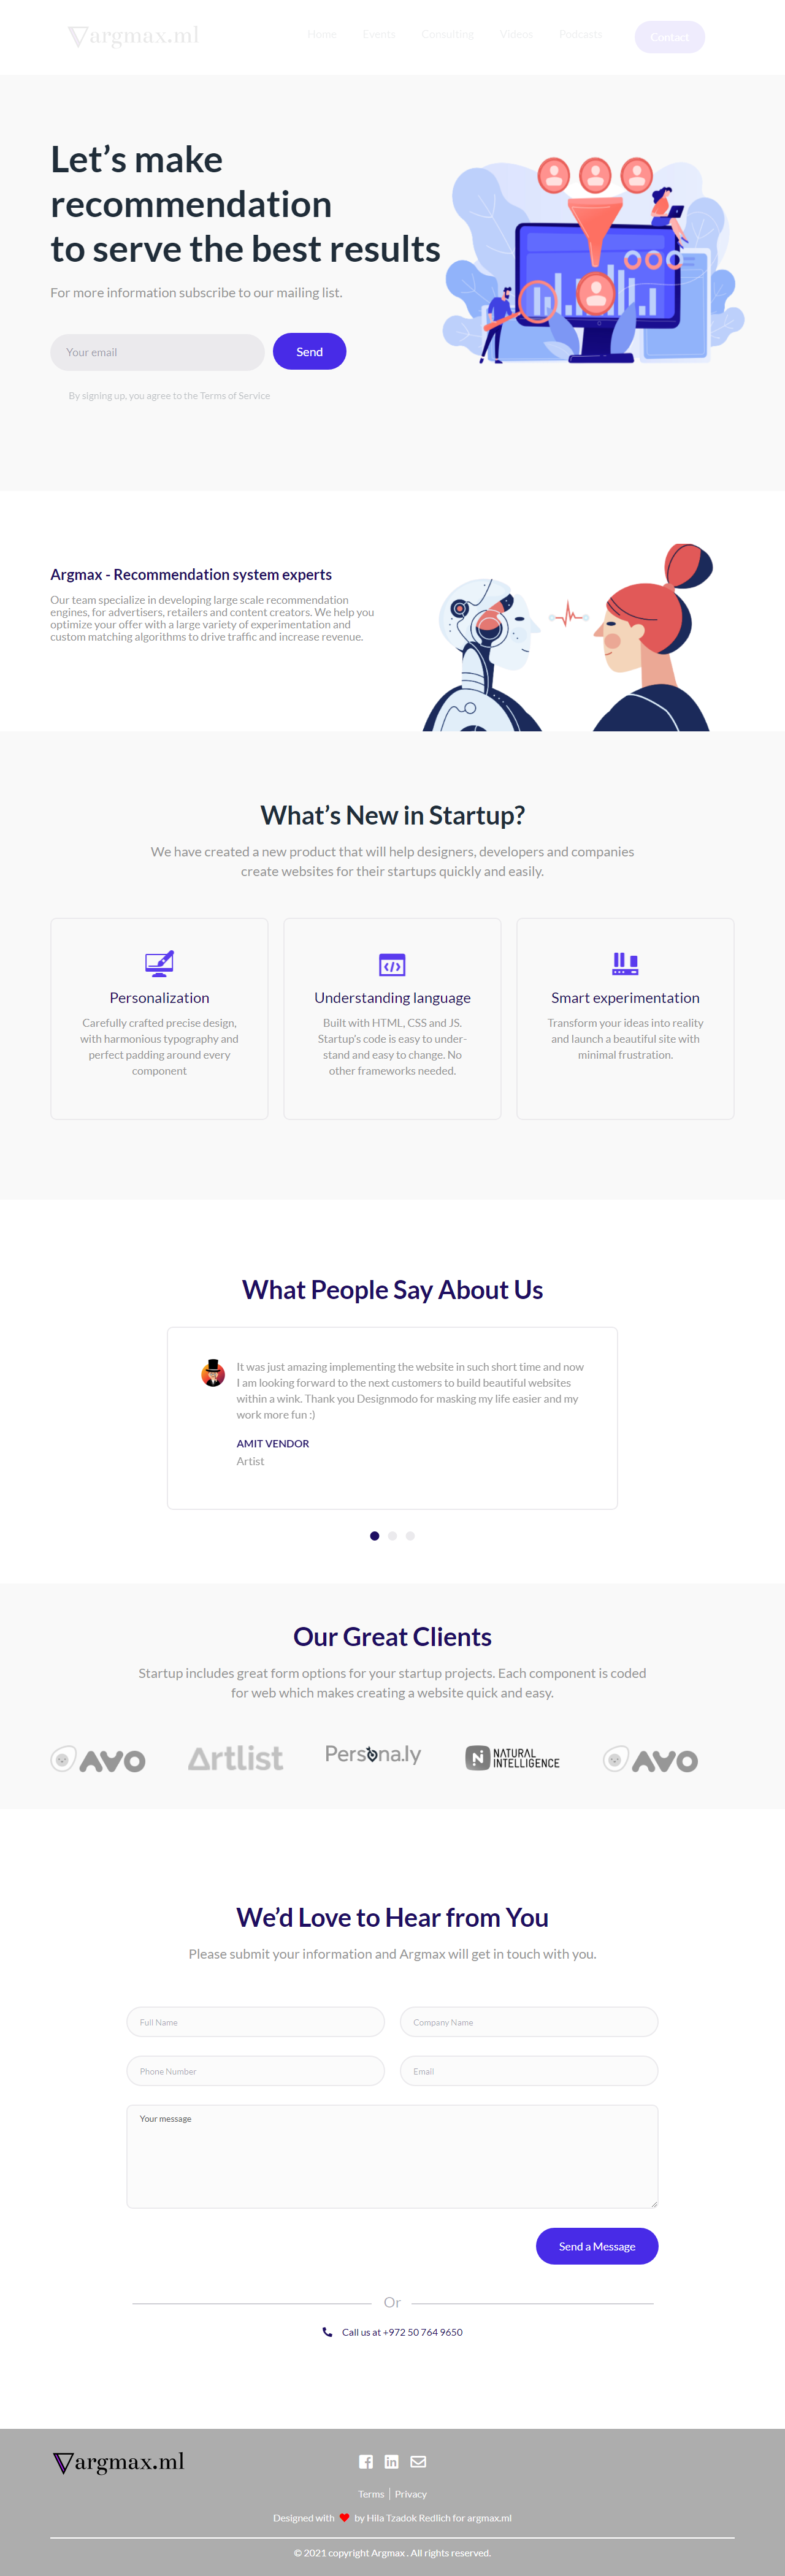 argmax.ml
Home Events Consulting Videos Podcasts Contact
Let's make
recommendation
to serve the best results
For more information subscribe to our mailing list.
Your email Send
By signing up, you agree to the Terms of Service
Argmax - Recommendation system experts
Our team specialize in developing large scale recommendation
engines, for advertisers, retailers and content creators. We help you
optimize your offer with a large variety of experimentation and
custom matching algorithms to drive traffic and increase revenue.
What's New in Startup?
We have created a new product that will help designers, developers and companies
create websites for their startups quickly and easily.
Personalization
Carefully crafted precise design,
with harmonious typography and
perfect padding around every
component
Understanding language
Built with HTML, CSS and JS.
Startup's code is easy to under-
stand and easy to change. No
other frameworks needed.
Smart experimentation
Transform your ideas into reality
and launch a beautiful site with
minimal frustration.
What People Say About Us
It was just amazing implementing the website in such short time and now
I am looking forward to the next customers to build beautiful websites
within a wink. Thank you Designmodo for masking my life easier and my
work more fun :)
AMIT VENDOR
Artist
Our Great Clients
Startup includes great form options for your startup projects. Each component is coded
for web which makes creating a website quick and easy.
AVO
Artlist
Persona.ly
Ni NATURAL
INTELLIGENCE
AVO
We'd Love to Hear from You
Please submit your information and Argmax will get in touch with you.
Full Name Company Name
Phone Number Email
Your message
Send a Message
Or
Call us at +972 50 764 9650
argmax.ml
Terms | Privacy
Designed with ❤ by Hila Tzadok Redlich for argmax.ml
© 2021 copyright Argmax . All rights reserved.